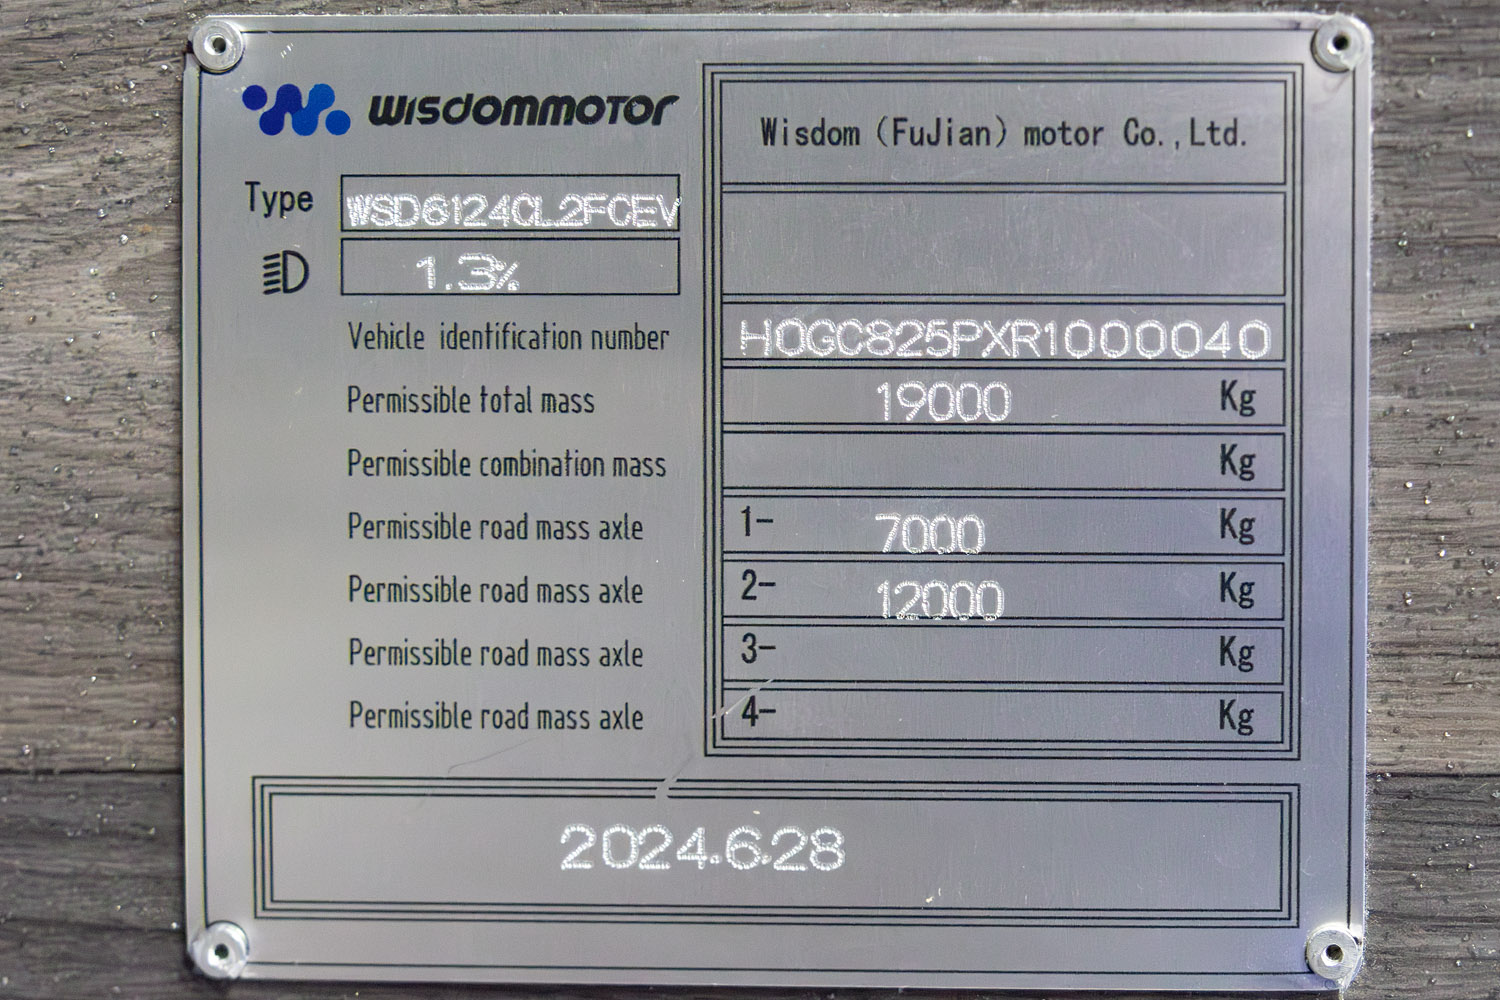 WISDOMMOTOR
Wisdom (FuJian) motor Co.,Ltd.
Type WSD6124CL2FCEV
1.3%
Vehicle identification number H0GC825PXR1000040
Permissible total mass 19000 Kg
Permissible combination mass Kg
Permissible road mass axle 1- 7000 Kg
Permissible road mass axle 2- 12000 Kg
Permissible road mass axle 3- Kg
Permissible road mass axle 4- Kg
2024.6.28